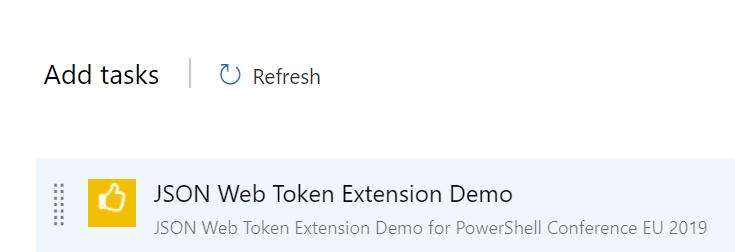 Add tasks Refresh
JSON Web Token Extension Demo
JSON Web Token Extension Demo for PowerShell Conference EU 2019